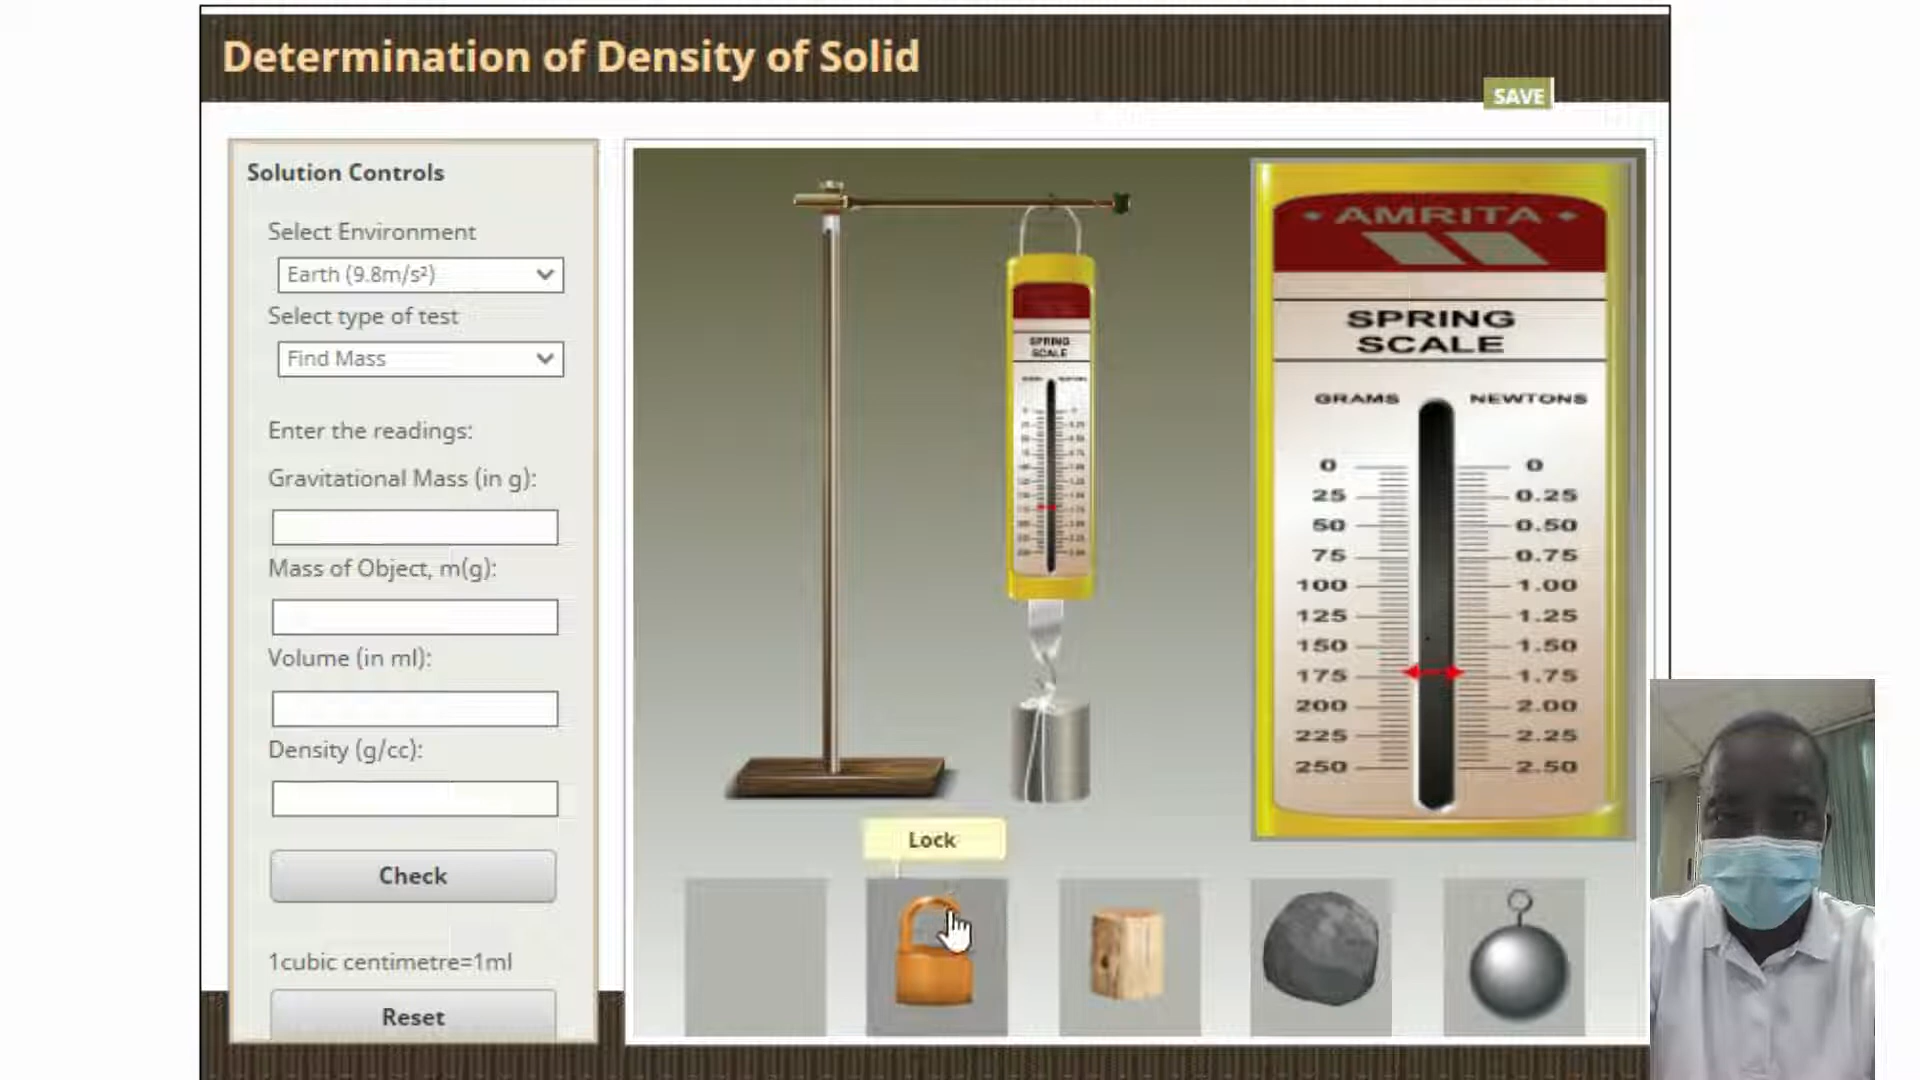 Determination of Density of Solid
SAVE
Solution Controls
Select Environment
Earth (9.8m/s²)
Select type of test
Find Mass
Enter the readings:
Gravitational Mass (in g):
Mass of Object, m(g):
Volume (in ml):
Density (g/cc):
Check
1cubic centimetre=1ml
Reset
SPRING
SCALE
Lock
AMRITA
SPRING
SCALE
GRAMS NEWTONS
0 0
25 0.25
50 0.50
75 0.75
100 1.00
125 1.25
150 1.50
175 1.75
200 2.00
225 2.25
250 2.50